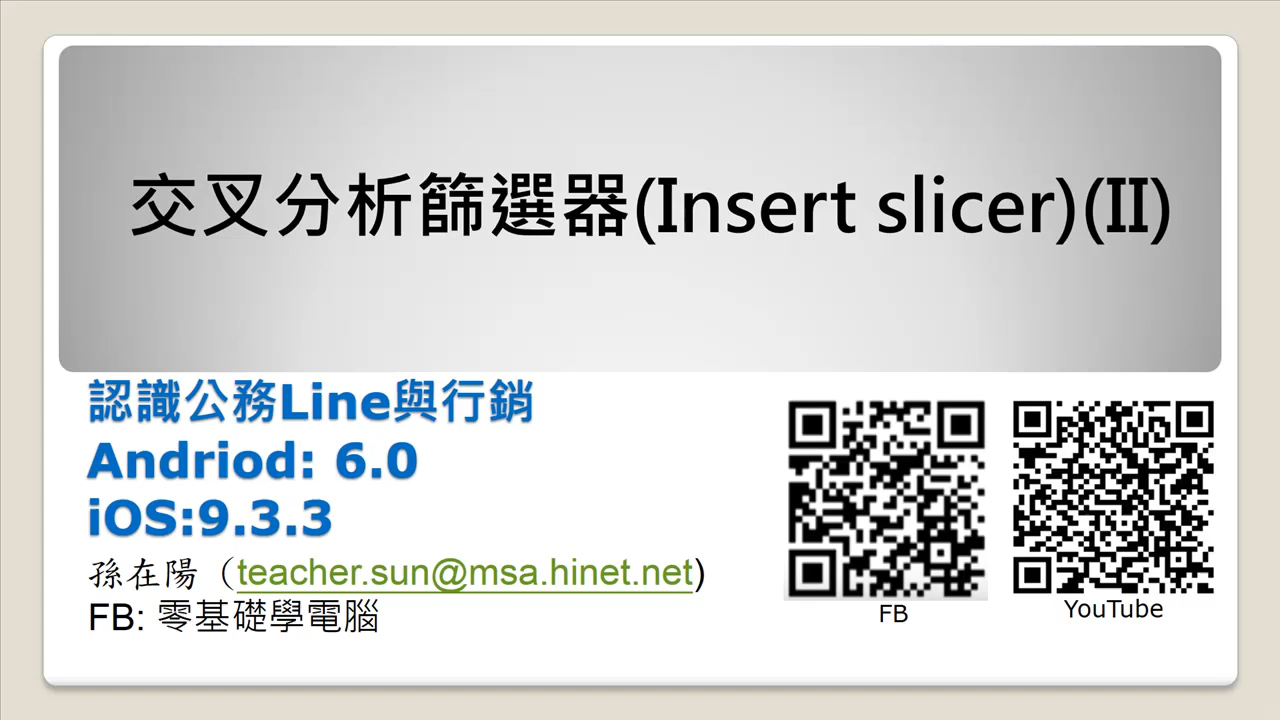 交叉分析篩選器(Insert slicer)(II)
認識公務Line與行銷
Andriod: 6.0
iOS:9.3.3
孫在陽（teacher.sun@msa.hinet.net)
FB: 零基礎學電腦
FB
YouTube